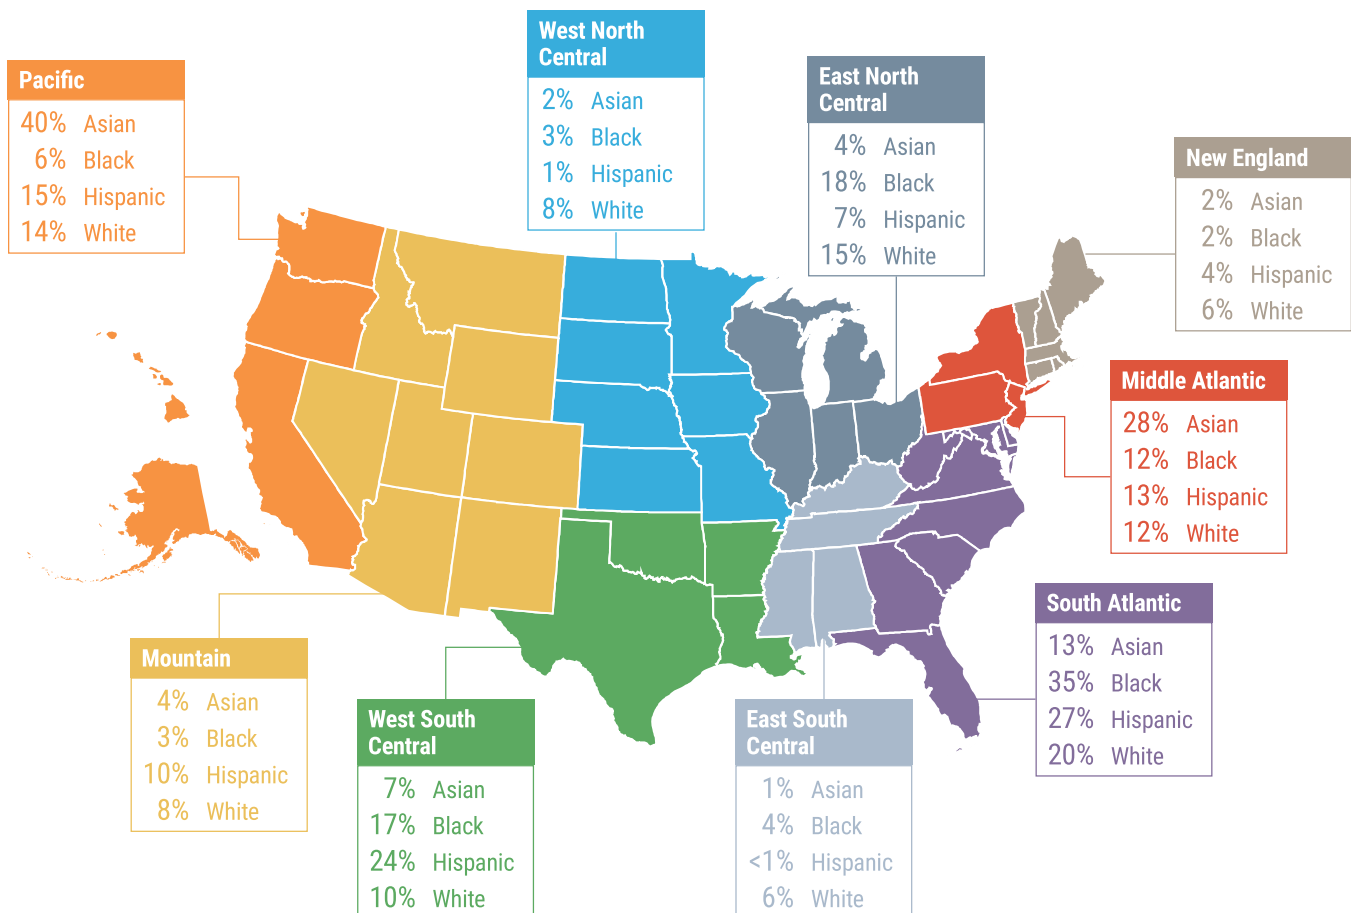 West North
Central
2% Asian
3% Black
1% Hispanic
8% White
East North
Central
4% Asian
18% Black
7% Hispanic
15% White
Pacific
40% Asian
6% Black
15% Hispanic
14% White
New England
2% Asian
2% Black
4% Hispanic
6% White
Middle Atlantic
28% Asian
12% Black
13% Hispanic
12% White
South Atlantic
13% Asian
35% Black
27% Hispanic
20% White
Mountain
4% Asian
3% Black
10% Hispanic
8% White
West South
Central
7% Asian
17% Black
24% Hispanic
10% White
East South
Central
1% Asian
4% Black
<1% Hispanic
6% White